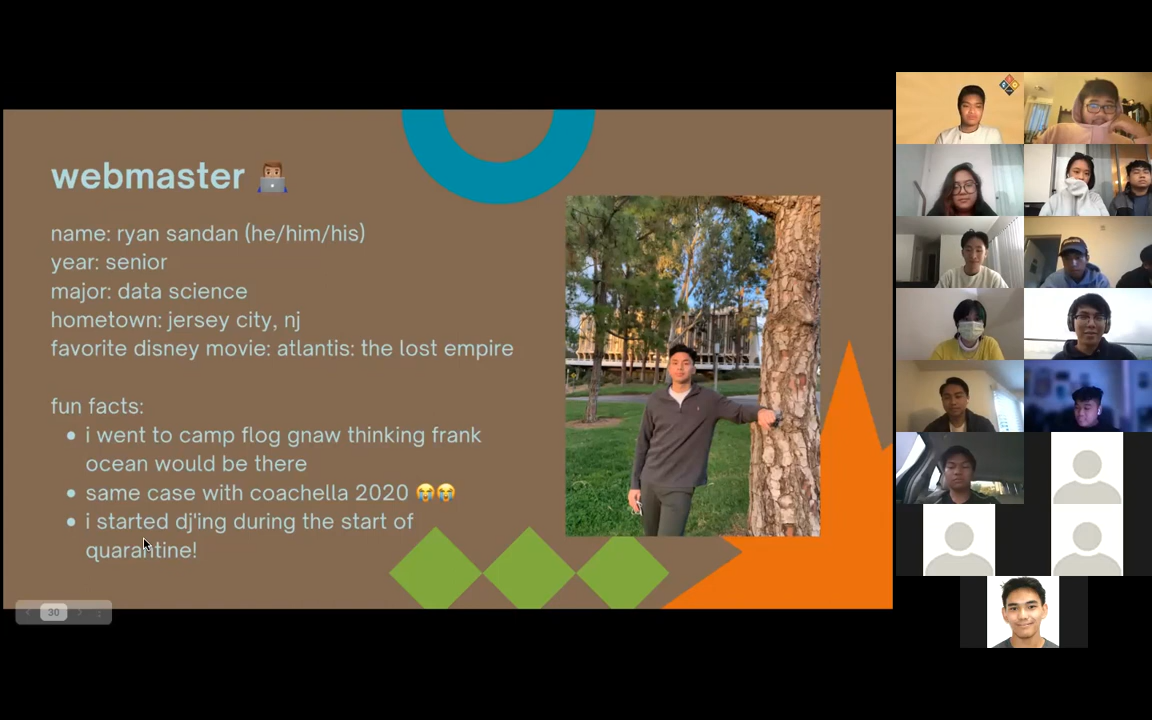 webmaster 👨🏽‍💻
name: ryan sandan (he/him/his)
year: senior
major: data science
hometown: jersey city, nj
favorite disney movie: atlantis: the lost empire
fun facts:
• i went to camp flog gnaw thinking frank
ocean would be there
• same case with coachella 2020 😭😭
• i started dj'ing during the start of
quarantine!
30